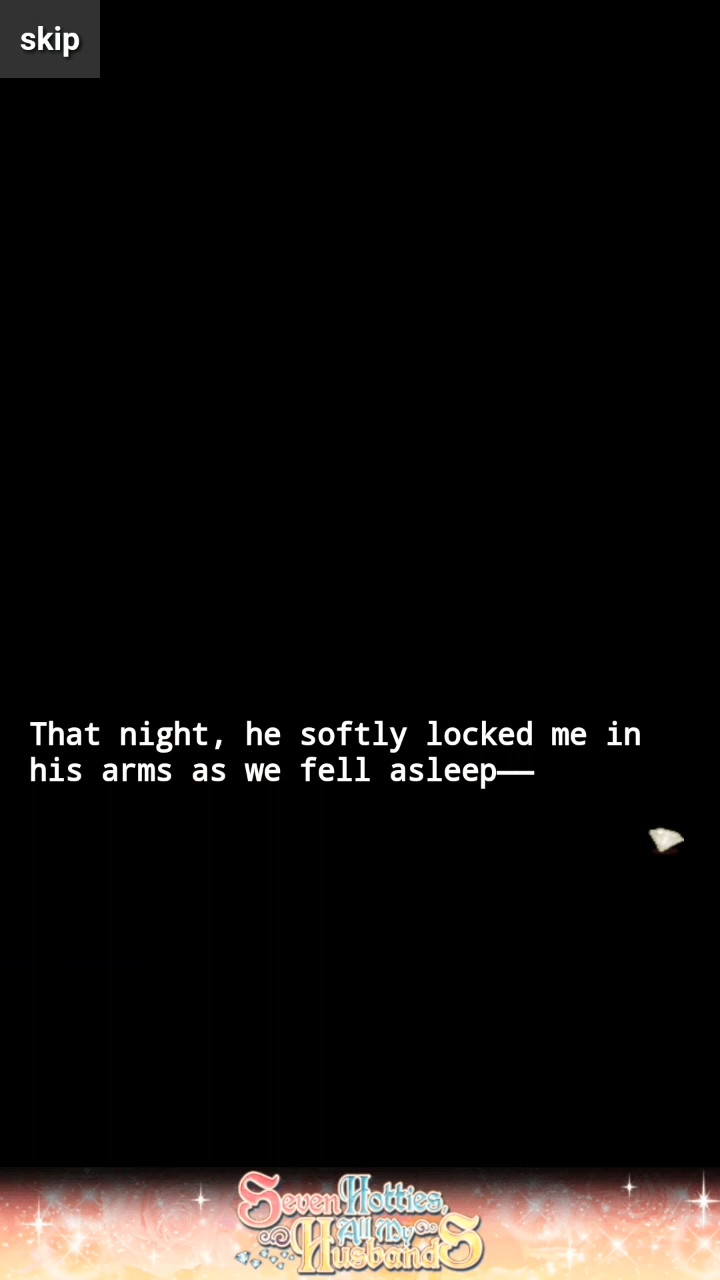 skip
That night, he softly locked me in
his arms as we fell asleep——
Seven Hotties,
All My
Husbands